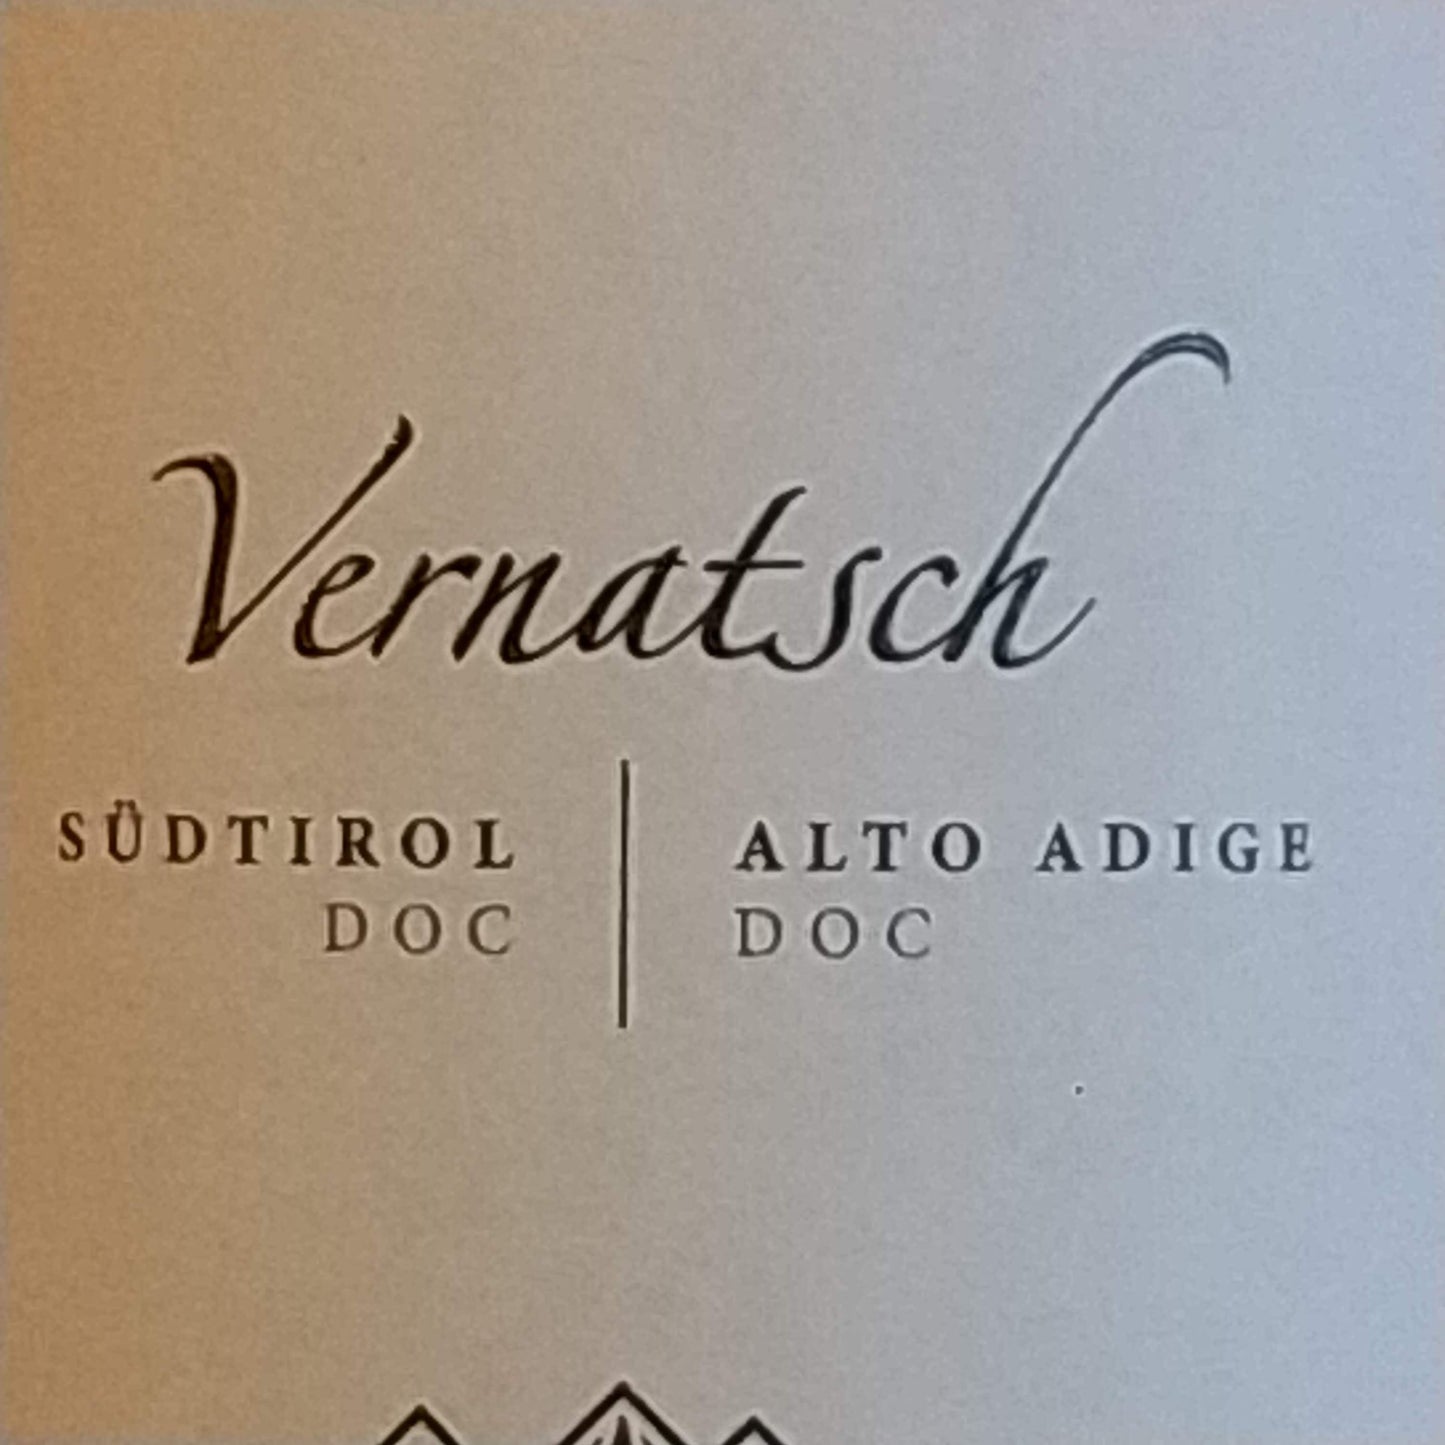 Vernatsch
SÜDTIROL
DOC
ALTO ADIGE
DOC